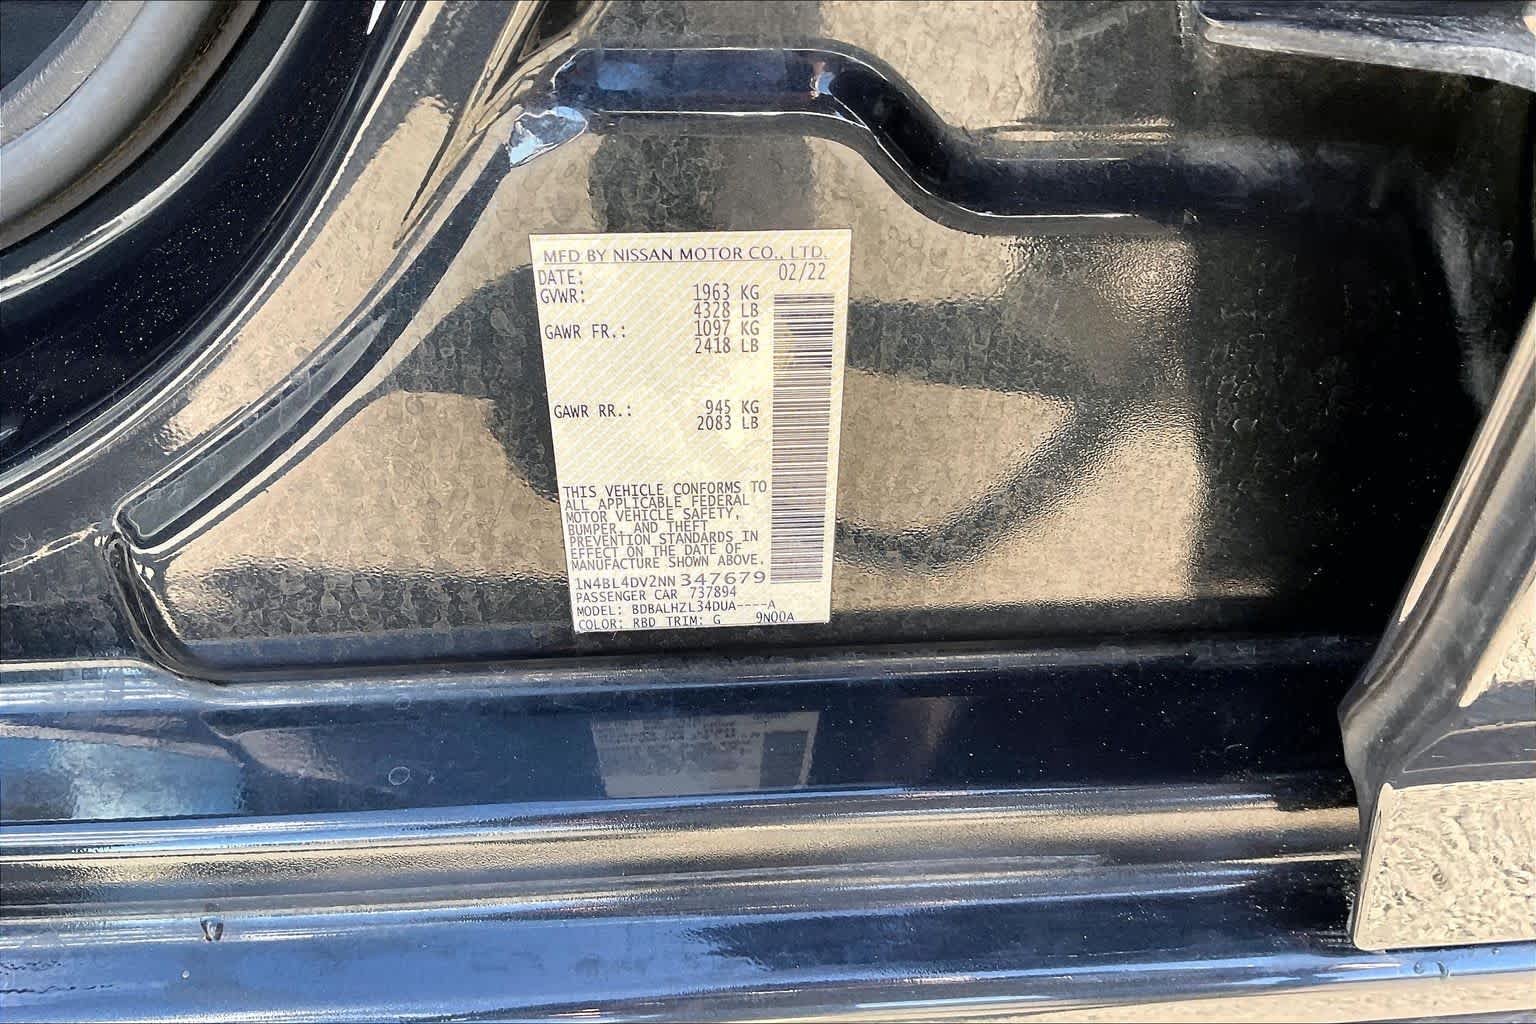 MFD BY NISSAN MOTOR CO., LTD.
DATE: 02/22
GVWR: 1963 KG
4328 LB
GAWR FR.: 1097 KG
2418 LB
GAWR RR.: 945 KG
2083 LB
THIS VEHICLE CONFORMS TO
ALL APPLICABLE FEDERAL
MOTOR VEHICLE SAFETY,
BUMPER, AND THEFT
PREVENTION STANDARDS IN
EFFECT ON THE DATE OF
MANUFACTURE SHOWN ABOVE.
1N4BL4DV2NN347679
PASSENGER CAR 737894
MODEL: BDBALHZL34DUA----A
COLOR: RBD TRIM: G 9N00A